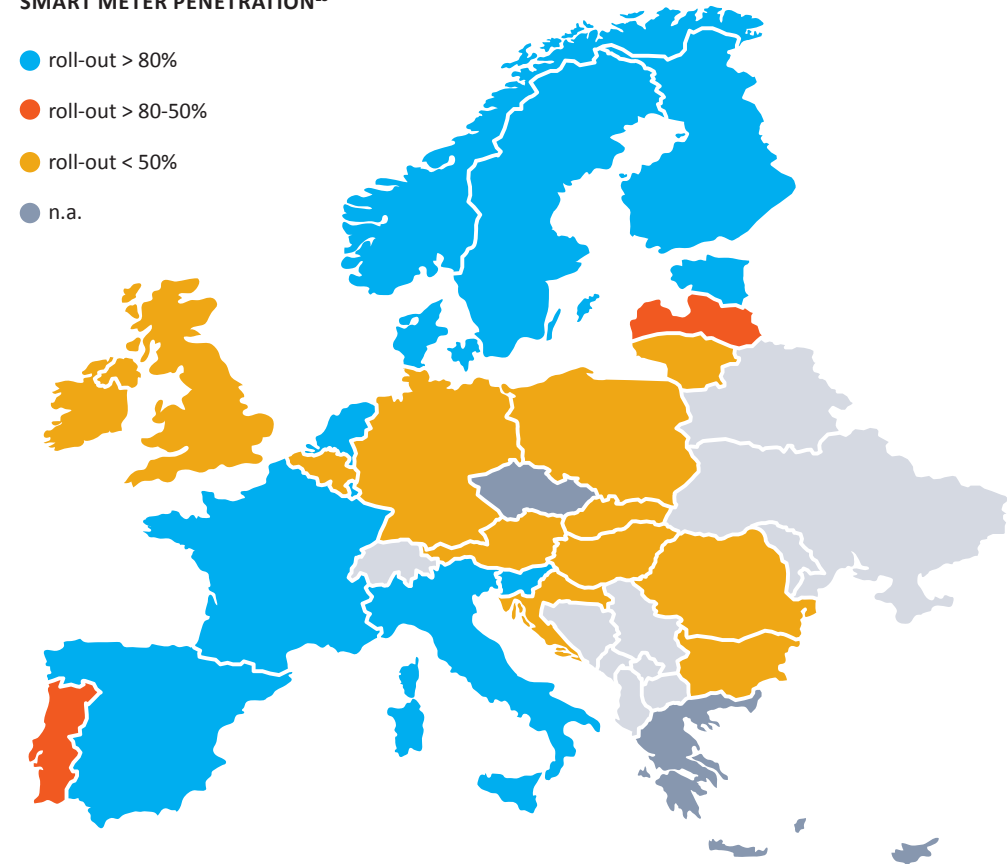 SMART METER PENETRATION
roll-out > 80%
roll-out > 80-50%
roll-out < 50%
n.a.